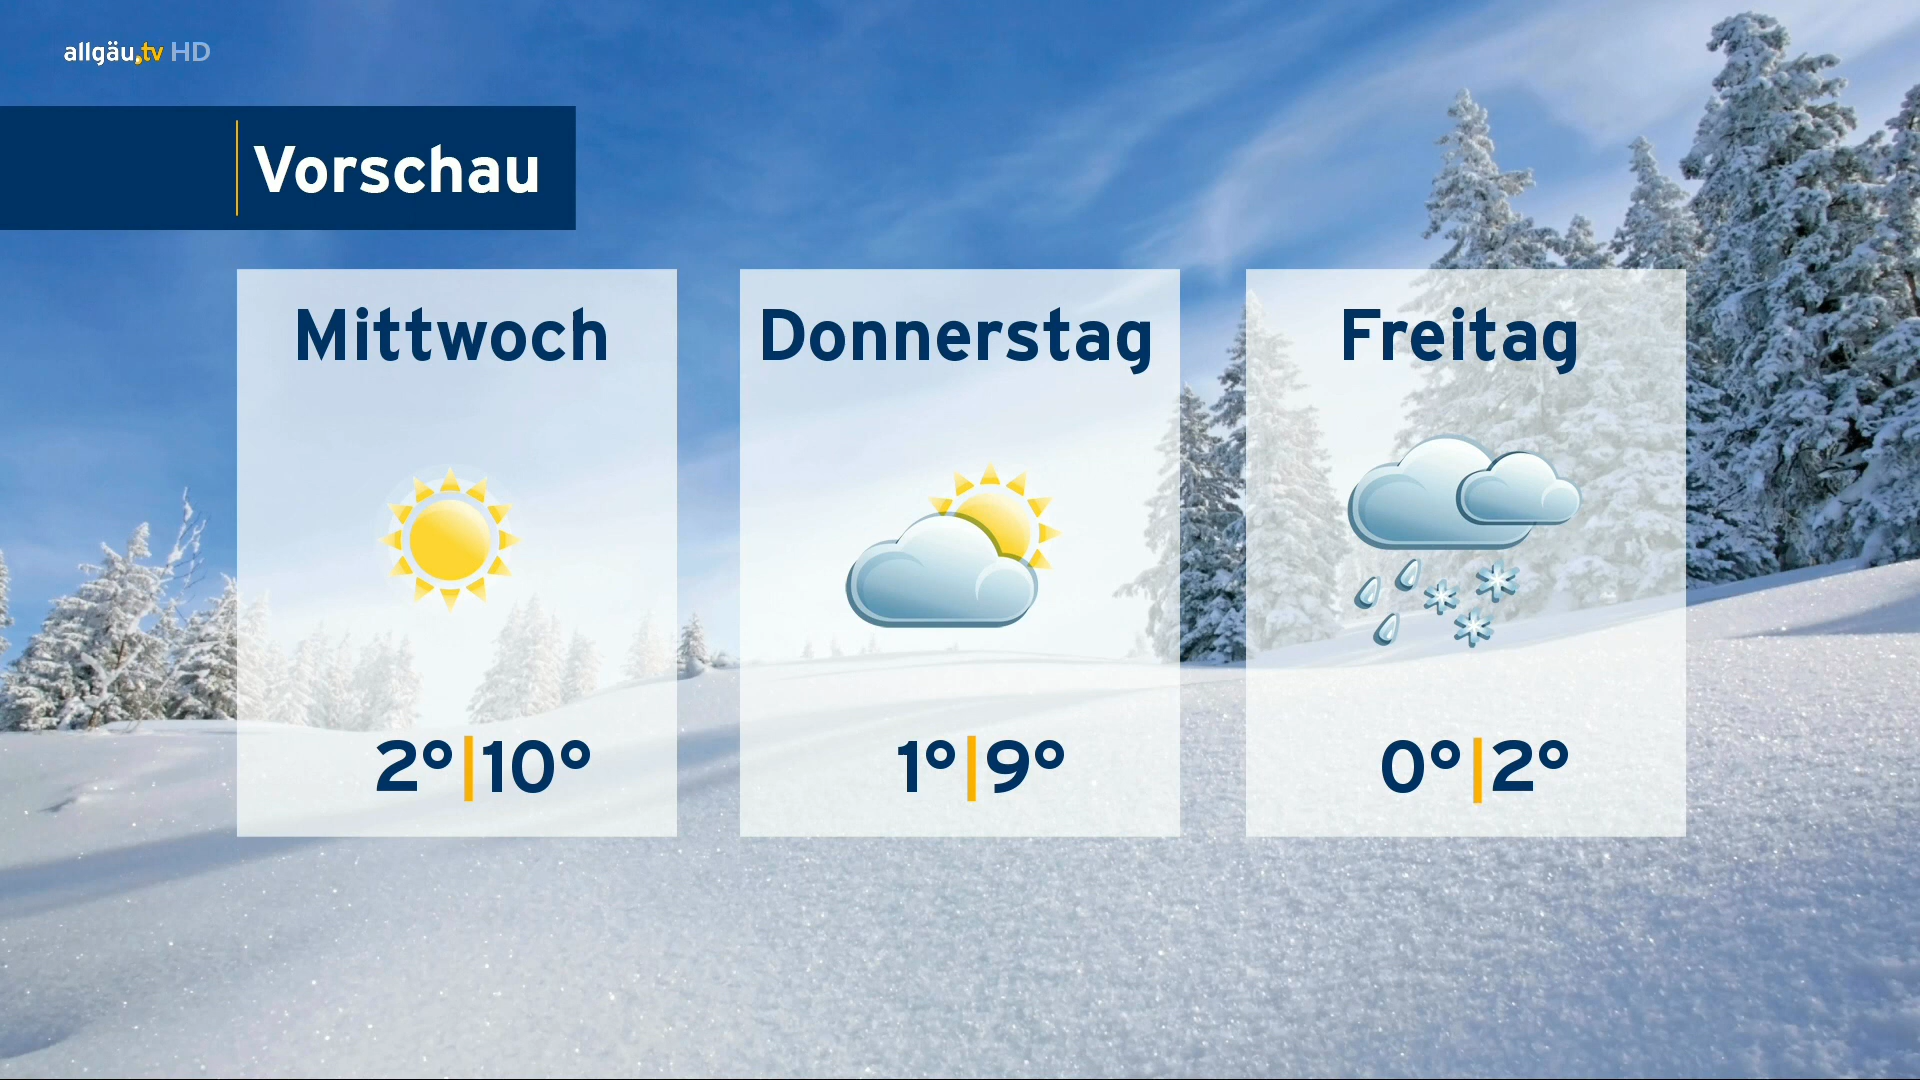 allgäu.tv HD
Vorschau
Mittwoch
2°|10°
Donnerstag
1°|9°
Freitag
0°|2°